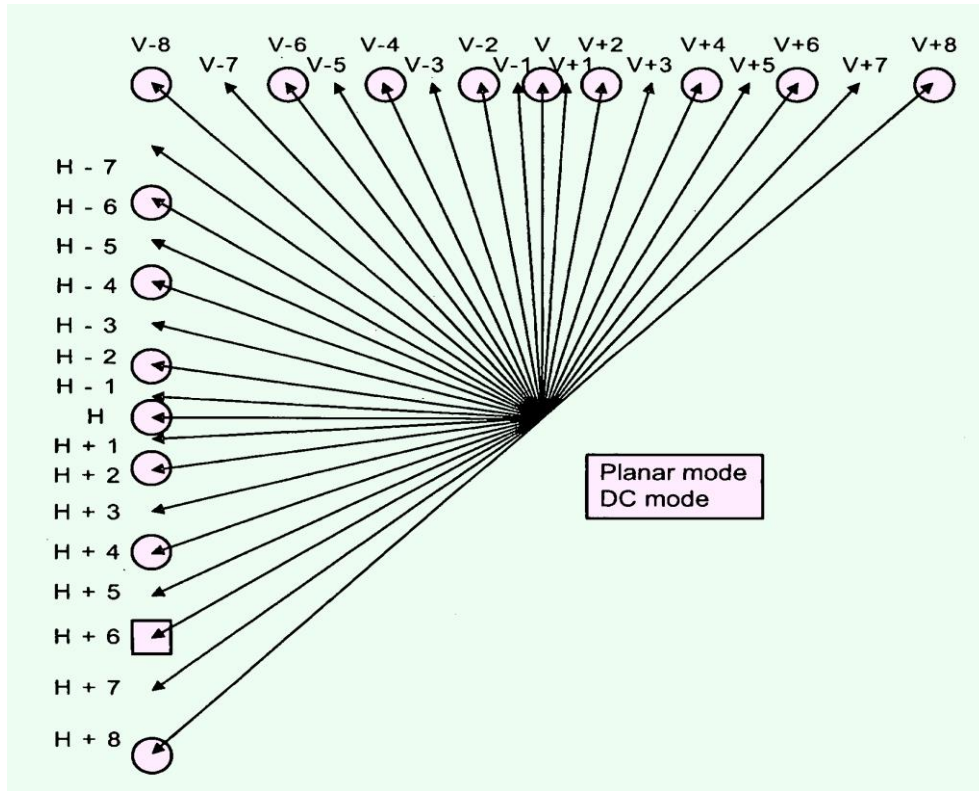 V-8 V-6 V-4 V-2 V V+2 V+4 V+6 V+8
V-7 V-5 V-3 V-1 V+1 V+3 V+5 V+7
H - 7
H - 6
H - 5
H - 4
H - 3
H - 2
H - 1
H
H + 1
H + 2
H + 3
H + 4
H + 5
H + 6
H + 7
H + 8
Planar mode
DC mode